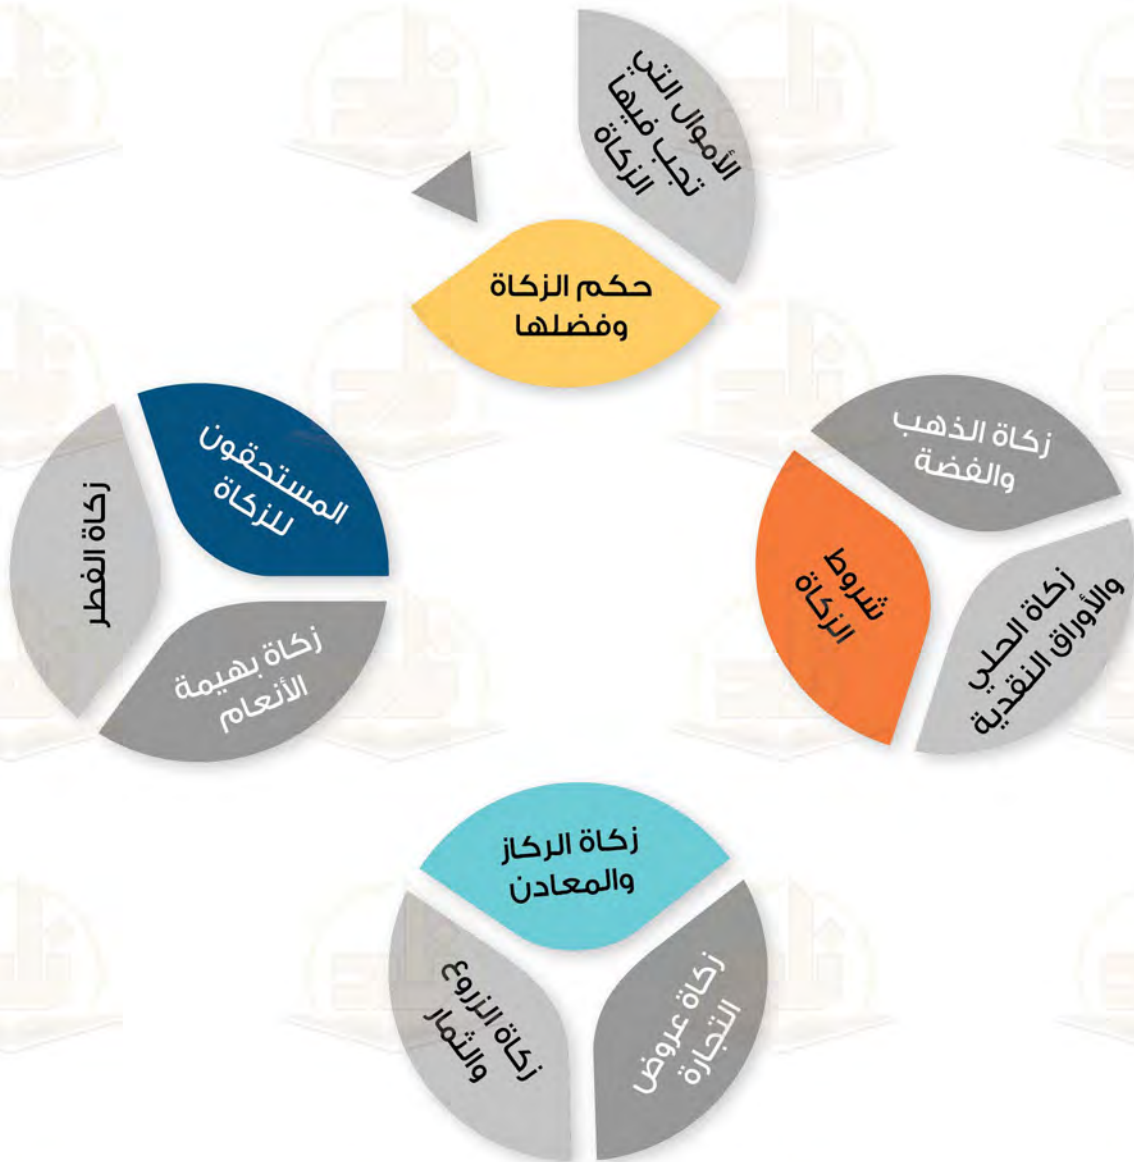 حكم الزكاة
وفضلها
الأموال التي
تجب فيها
الزكاة
شروط
الزكاة
زكاة الذهب
والفضة
زكاة الحلي
والأوراق النقدية
زكاة الركاز
والمعادن
زكاة عروض
التجارة
زكاة الزروع
والثمار
زكاة بهيمة
الأنعام
زكاة الفطر
المستحقون
للزكاة